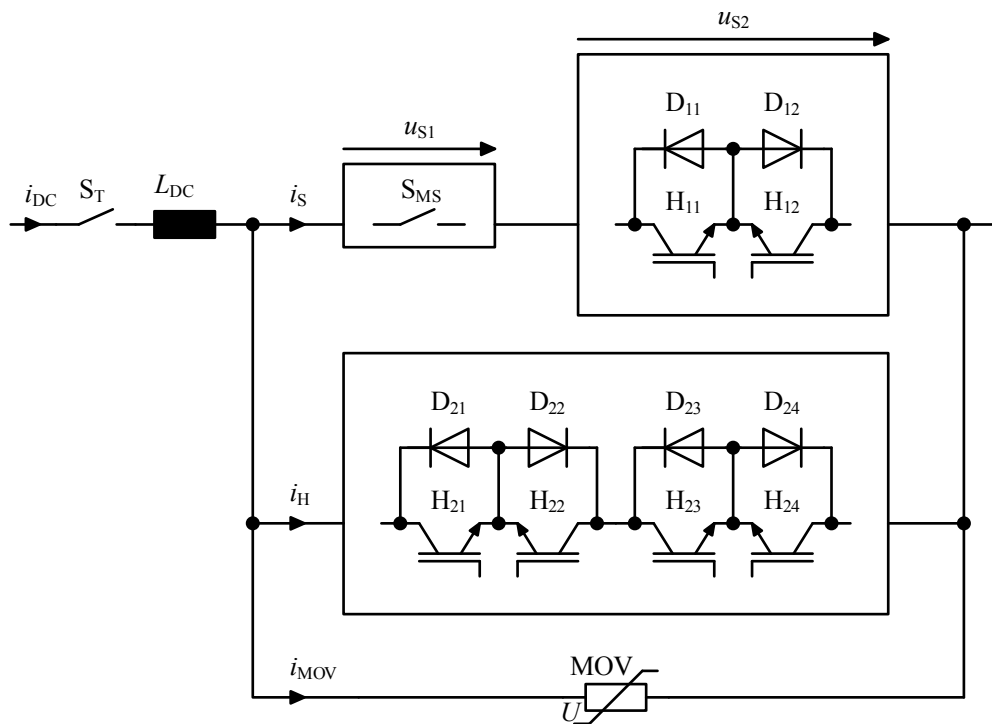 uS2
D11 D12
uS1
iDC ST LDC iS SMS H11 H12
D21 D22 D23 D24
iH H21 H22 H23 H24
iMOV MOV
U